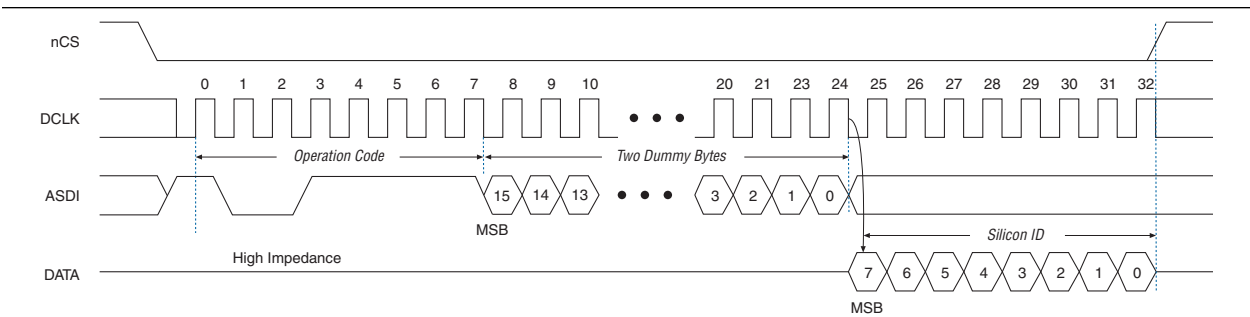 nCS
0 1 2 3 4 5 6 7 8 9 10 20 21 23 24 25 26 27 28 29 30 31 32
DCLK
Operation Code Two Dummy Bytes
ASDI 15 14 13 3 2 1 0
MSB
Silicon ID
High Impedance
DATA 7 6 5 4 3 2 1 0
MSB